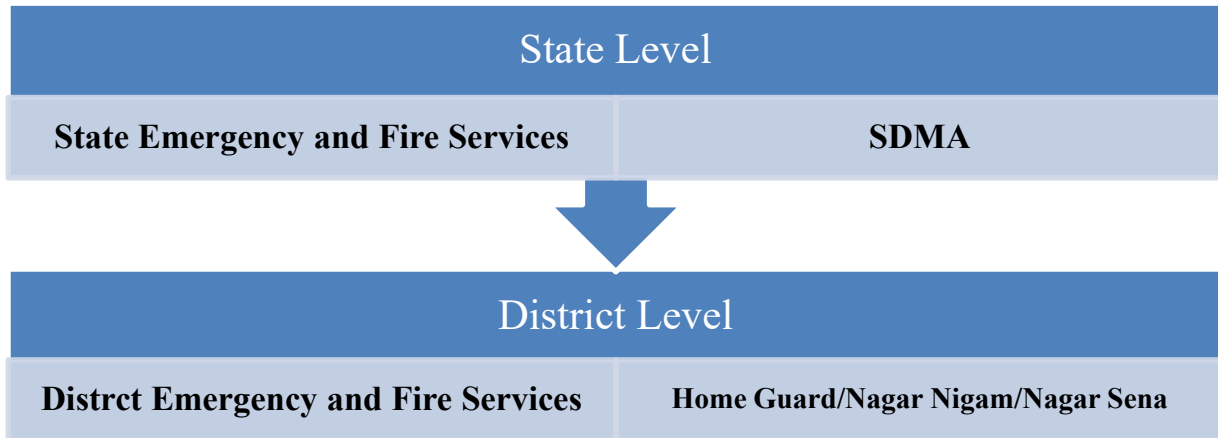 State Level
State Emergency and Fire Services
SDMA
District Level
Distrct Emergency and Fire Services
Home Guard/Nagar Nigam/Nagar Sena